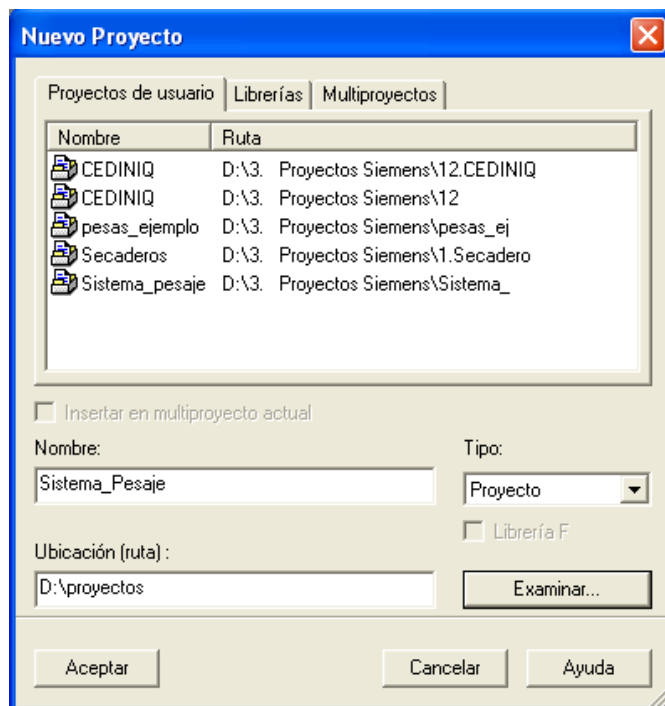 Nuevo Proyecto
Proyectos de usuario Librerías Multiproyectos
Nombre Ruta
CEDINIQ D:\3. Proyectos Siemens\12.CEDINIQ
CEDINIQ D:\3. Proyectos Siemens\12
pesas_ejemplo D:\3. Proyectos Siemens\pesas_ej
Secaderos D:\3. Proyectos Siemens\1.Secadero
Sistema_pesaje D:\3. Proyectos Siemens\Sistema_
Insertar en multiproyecto actual
Nombre: Tipo:
Sistema_Pesaje Proyecto
Librería F
Ubicación (ruta) :
D:\proyectos Examinar...
Aceptar Cancelar Ayuda